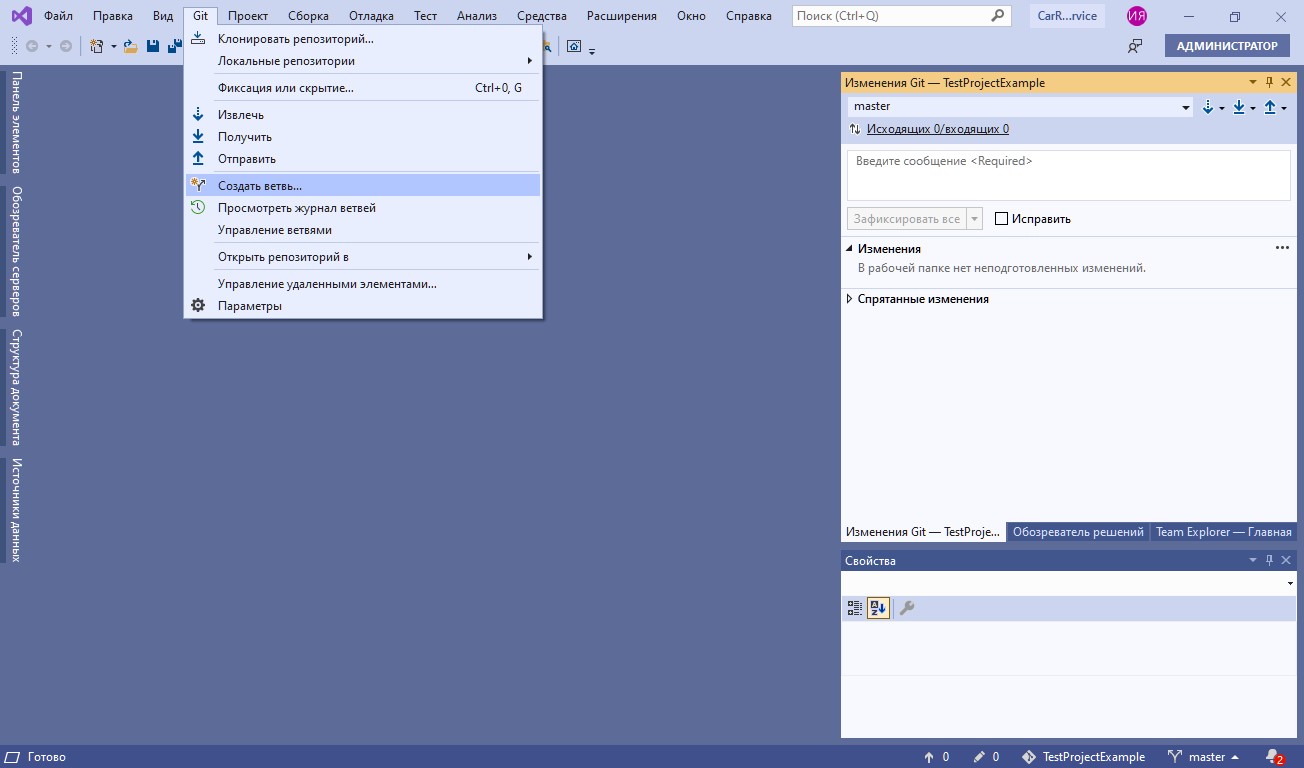 Файл Правка Вид Git Проект Сборка Отладка Тест Анализ Средства Расширения Окно Справка Поиск (Ctrl+Q) CarR...rvice ИЯ
АДМИНИСТРАТОР
Клонировать репозиторий...
Локальные репозитории
Фиксация или скрытие... Ctrl+0, G
Извлечь
Получить
Отправить
Создать ветвь...
Просмотреть журнал ветвей
Управление ветвями
Открыть репозиторий в
Управление удаленными элементами...
Параметры
Панель элементов
Обозреватель серверов
Структура документа
Источники данных
Изменения Git — TestProjectExample
master
Исходящих 0/входящих 0
Введите сообщение <Required>
Зафиксировать все Исправить
Изменения
В рабочей папке нет неподготовленных изменений.
Спрятанные изменения
Изменения Git — TestProje... Обозреватель решений Team Explorer — Главная
Свойства
Готово 0 0 TestProjectExample master 2